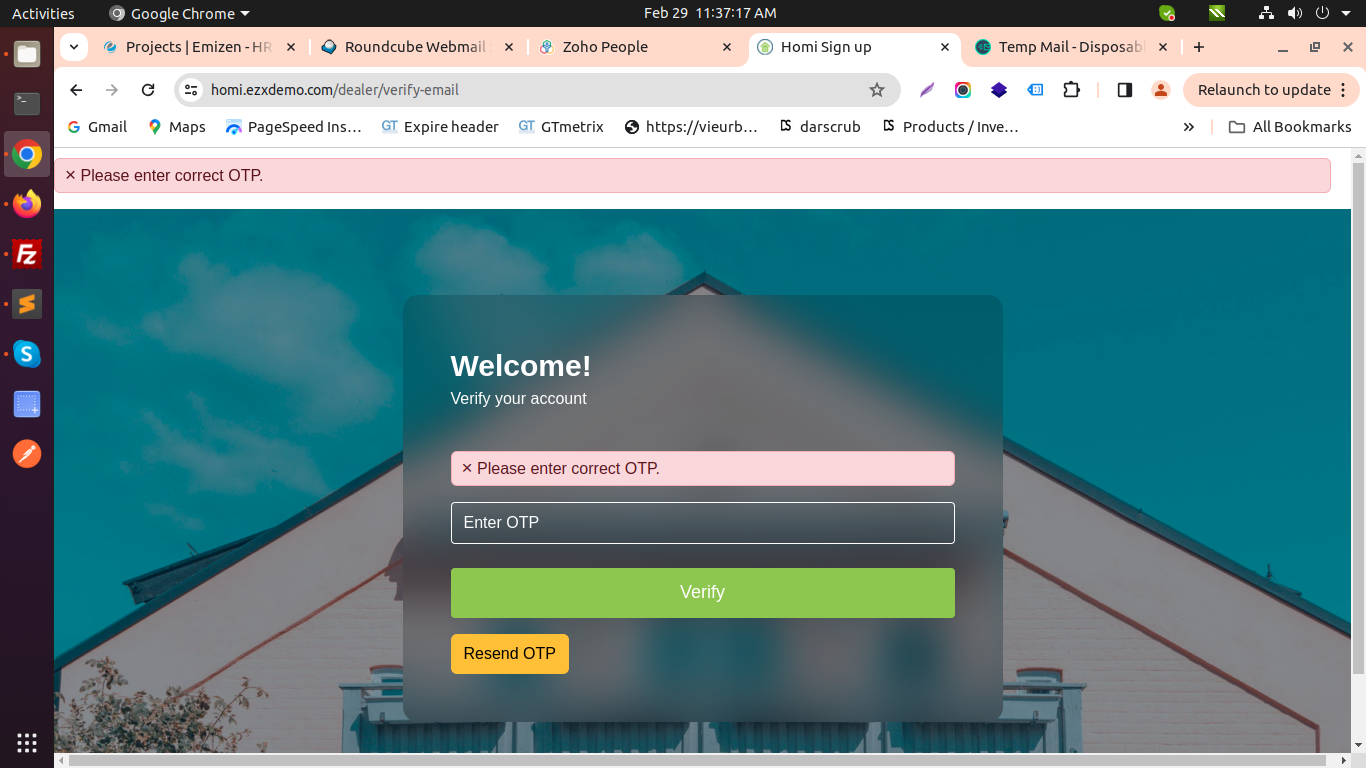 Activities Google Chrome Feb 29 11:37:17 AM
Projects | Emizen - HR Roundcube Webmail Zoho People Homi Sign up Temp Mail - Disposabl
homi.ezxdemo.com/dealer/verify-email Relaunch to update
Gmail Maps PageSpeed Ins… GT Expire header GT GTmetrix https://vieurb… darscrub Products / Inve… » All Bookmarks
× Please enter correct OTP.
Welcome!
Verify your account
× Please enter correct OTP.
Enter OTP
Verify
Resend OTP